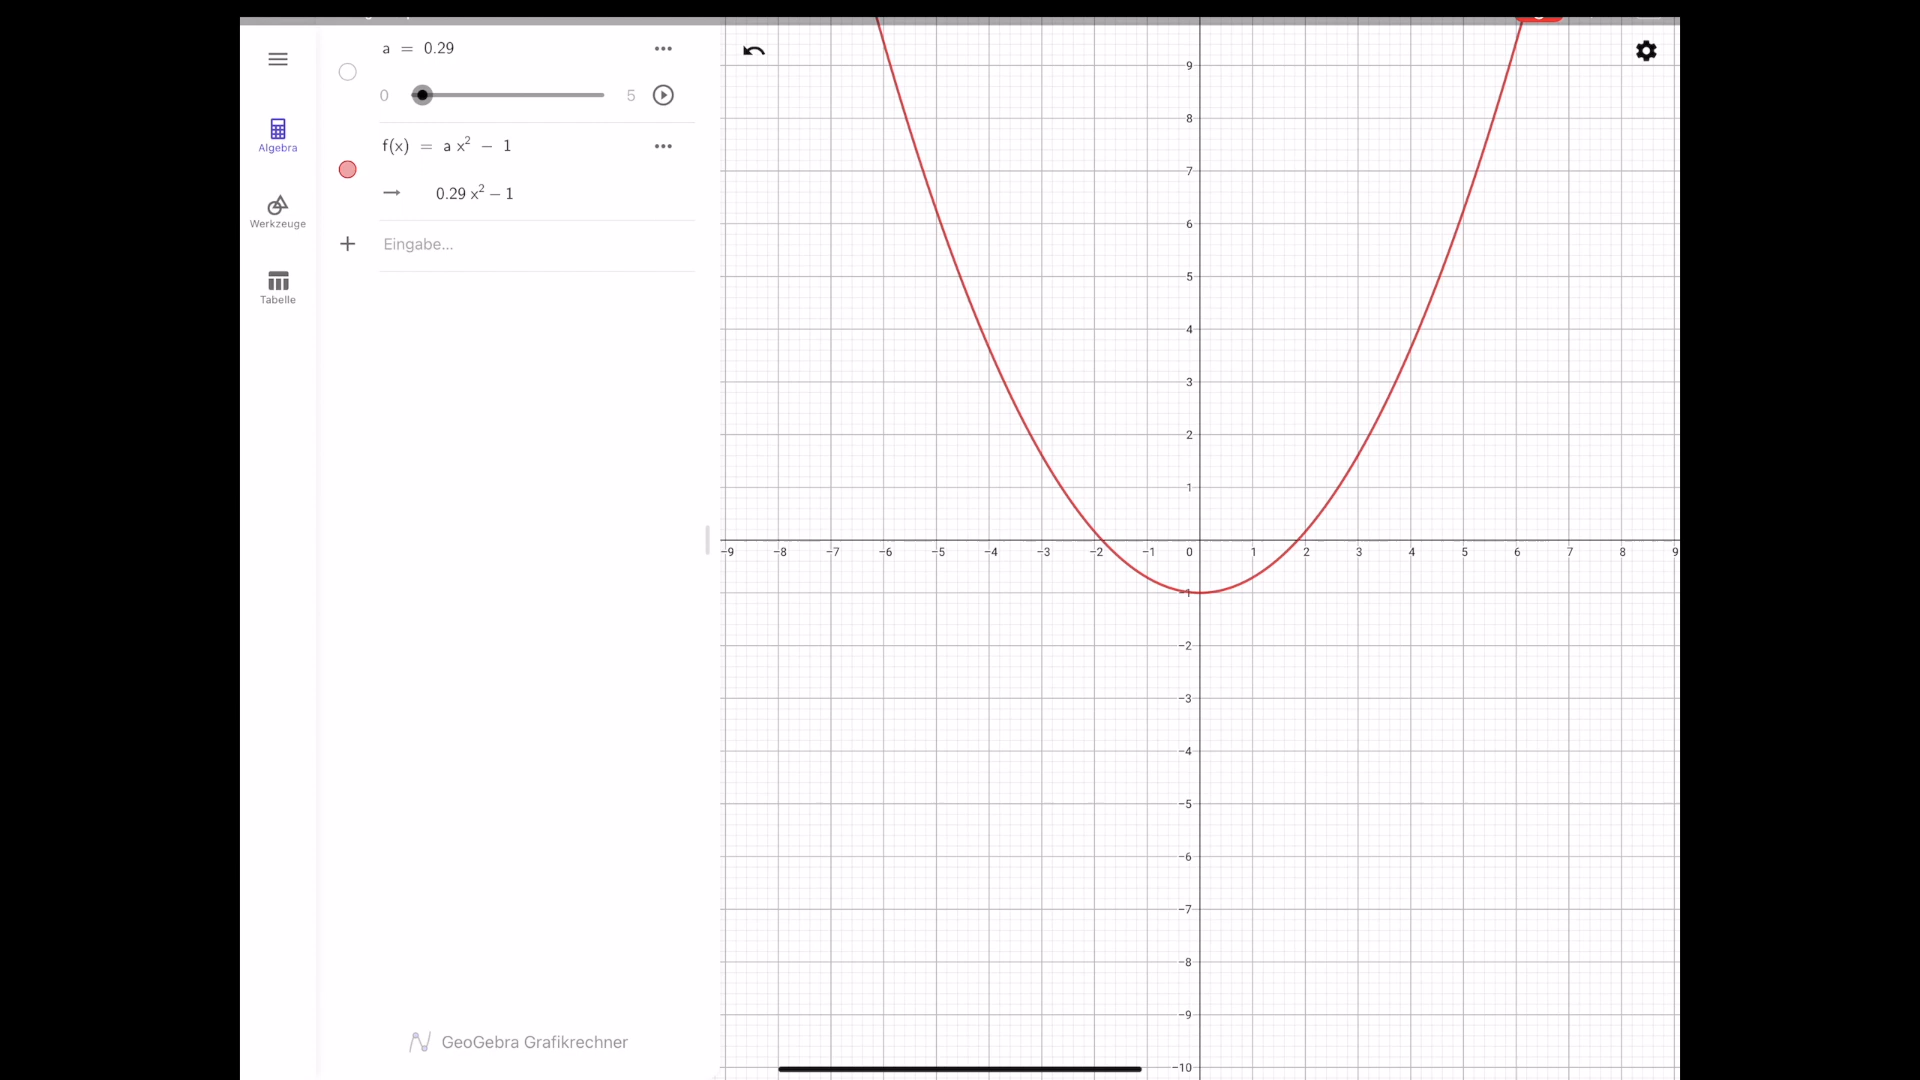 a = 0.29
0 5
Algebra
f(x) = a x² − 1
→ 0.29 x² − 1
Werkzeuge
+ Eingabe...
Tabelle
GeoGebra Grafikrechner
9
8
7
6
5
4
3
2
1
−9 −8 −7 −6 −5 −4 −3 −2 −1 0 1 2 3 4 5 6 7 8 9
−1
−2
−3
−4
−5
−6
−7
−8
−9
−10